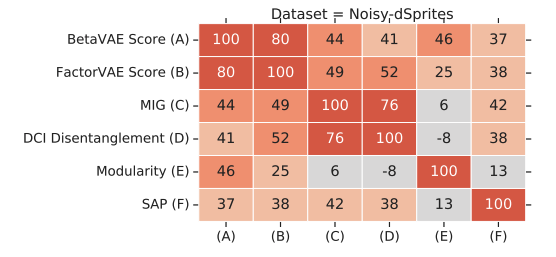 Dataset = Noisy-dSprites
BetaVAE Score (A) 100 80 44 41 46 37
FactorVAE Score (B) 80 100 49 52 25 38
MIG (C) 44 49 100 76 6 42
DCI Disentanglement (D) 41 52 76 100 -8 38
Modularity (E) 46 25 6 -8 100 13
SAP (F) 37 38 42 38 13 100
(A) (B) (C) (D) (E) (F)